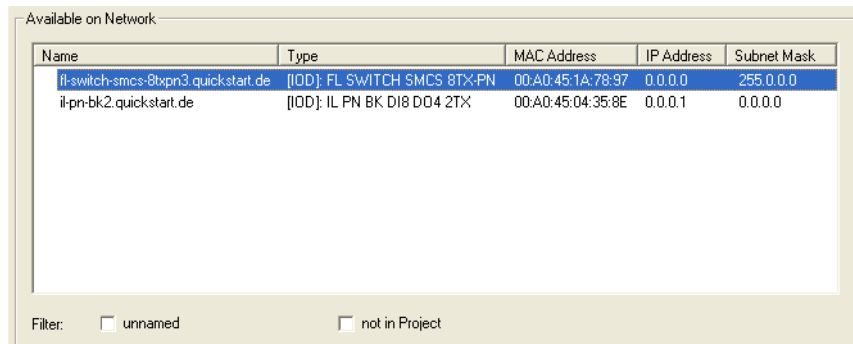 Available on Network
Name Type MAC Address IP Address Subnet Mask
fl-switch-smcs-8txpn3.quickstart.de [IOD]: FL SWITCH SMCS 8TX-PN 00:A0:45:1A:78:97 0.0.0.0 255.0.0.0
il-pn-bk2.quickstart.de [IOD]: IL PN BK DI8 DO4 2TX 00:A0:45:04:35:8E 0.0.0.1 0.0.0.0
Filter: unnamed not in Project